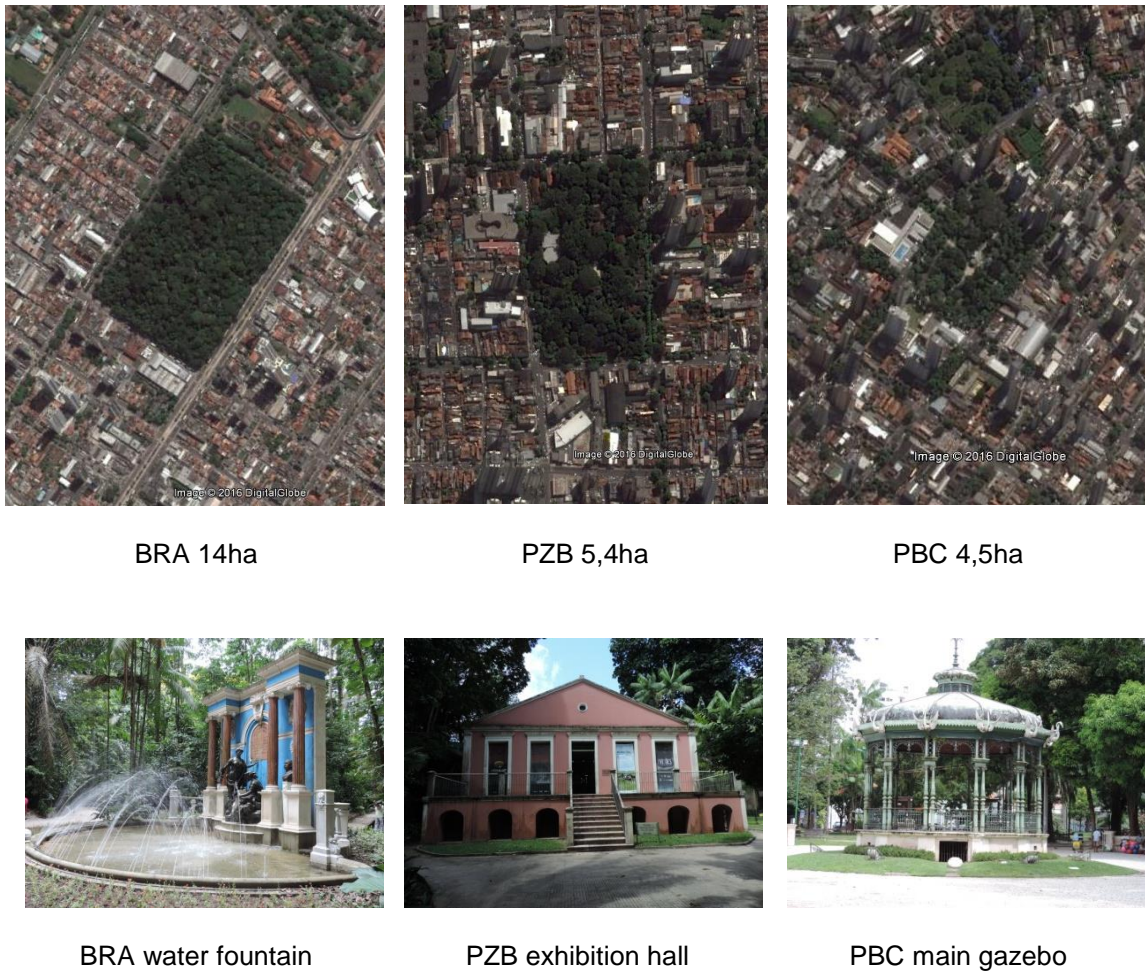 Image © 2016 DigitalGlobe
Image © 2016 DigitalGlobe
Image © 2016 DigitalGlobe
BRA 14ha
PZB 5,4ha
PBC 4,5ha
BRA water fountain
PZB exhibition hall
PBC main gazebo